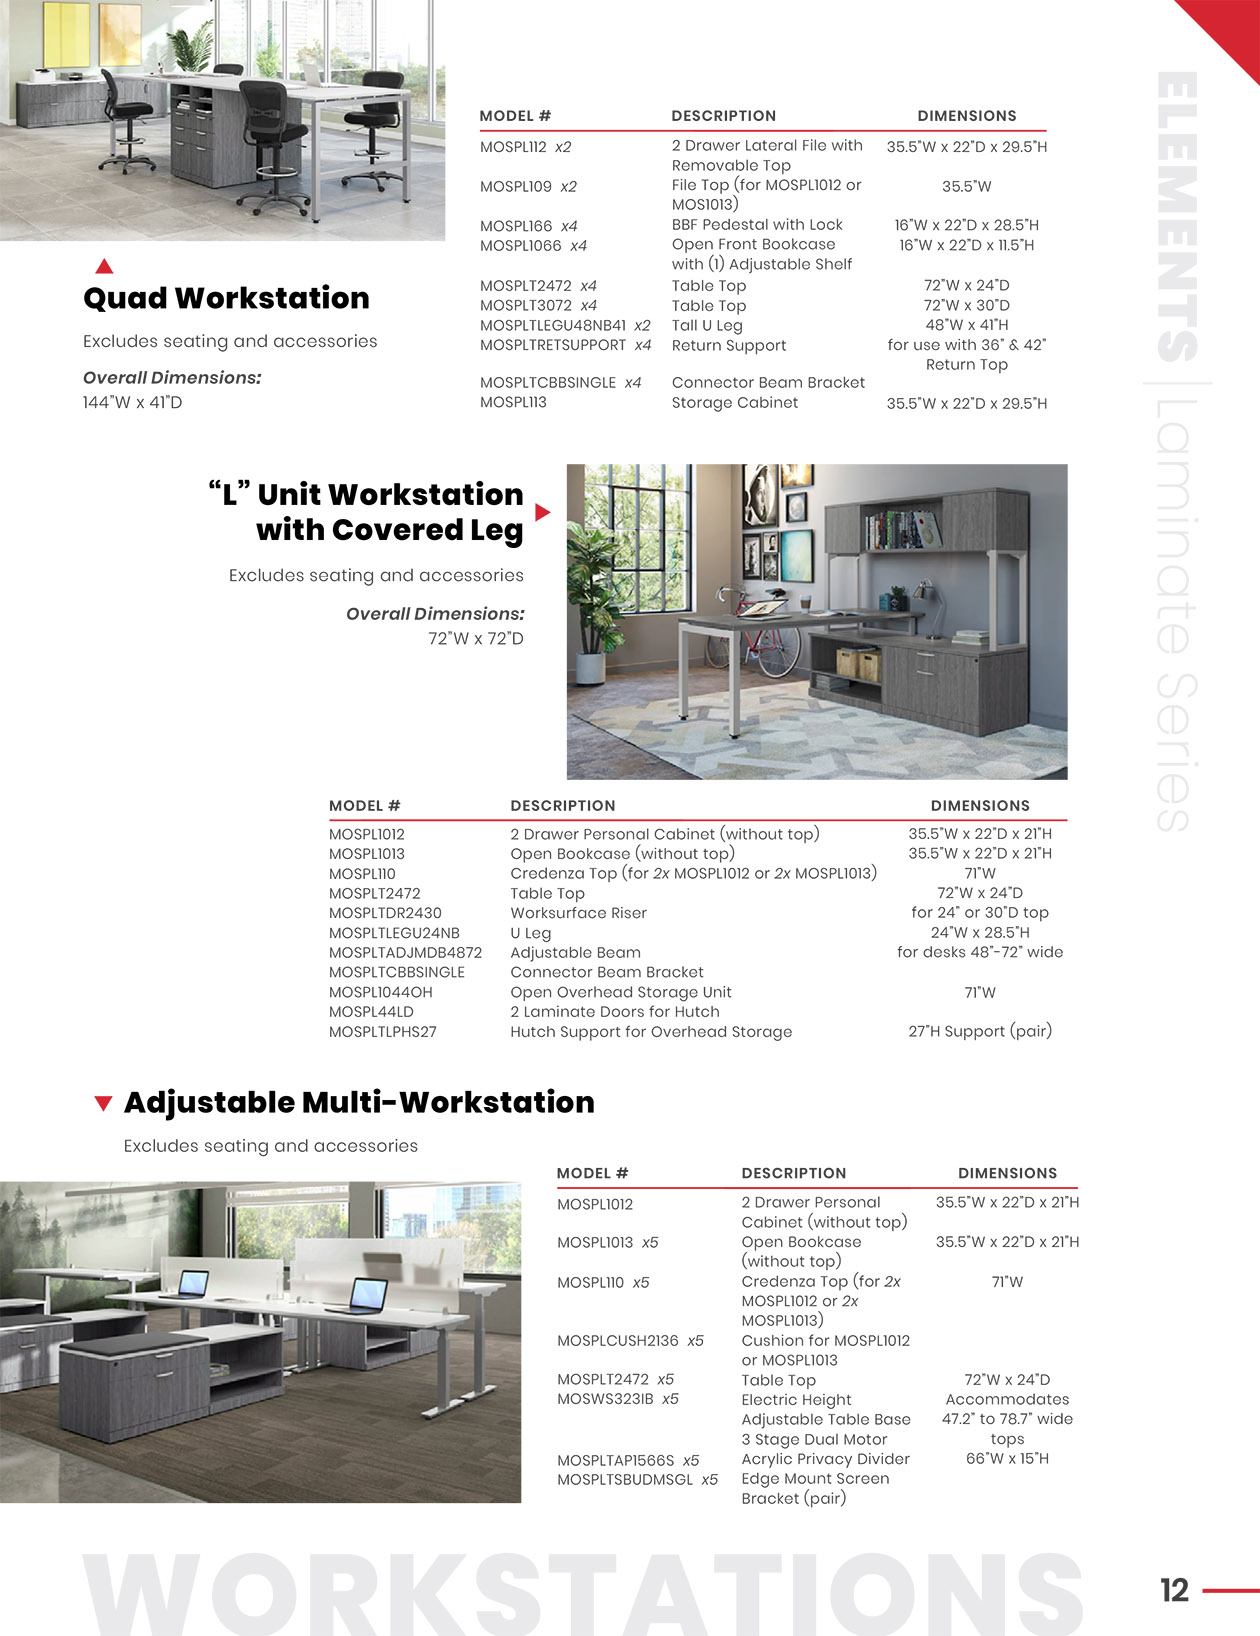 MODEL # DESCRIPTION DIMENSIONS
MOSPL112 x2 2 Drawer Lateral File with 35.5"W x 22"D x 29.5"H
Removable Top
MOSPL109 x2 File Top (for MOSPL1012 or 35.5"W
MOS1013)
MOSPL166 x4 BBF Pedestal with Lock 16"W x 22"D x 28.5"H
MOSPL1066 x4 Open Front Bookcase 16"W x 22"D x 11.5"H
with (1) Adjustable Shelf
MOSPLT2472 x4 Table Top 72"W x 24"D
MOSPLT3072 x4 Table Top 72"W x 30"D
MOSPLTLEGU48NB41 x2 Tall U Leg 48"W x 41"H
MOSPLTRETSUPPORT x4 Return Support for use with 36" & 42"
Return Top
MOSPLTCBBSINGLE x4 Connector Beam Bracket
MOSPL113 Storage Cabinet 35.5"W x 22"D x 29.5"H
Quad Workstation
Excludes seating and accessories
Overall Dimensions:
144"W x 41"D
ELEMENTS | Laminate Series
“L” Unit Workstation
with Covered Leg
Excludes seating and accessories
Overall Dimensions:
72"W x 72"D
MODEL # DESCRIPTION DIMENSIONS
MOSPL1012 2 Drawer Personal Cabinet (without top) 35.5"W x 22"D x 21"H
MOSPL1013 Open Bookcase (without top) 35.5"W x 22"D x 21"H
MOSPL110 Credenza Top (for 2x MOSPL1012 or 2x MOSPL1013) 71"W
MOSPLT2472 Table Top 72"W x 24"D
MOSPLTDR2430 Worksurface Riser for 24" or 30"D top
MOSPLTLEGU24NB U Leg 24"W x 28.5"H
MOSPLTADJMDB4872 Adjustable Beam for desks 48"-72" wide
MOSPLTCBBSINGLE Connector Beam Bracket
MOSPL1044OH Open Overhead Storage Unit 71"W
MOSPL44LD 2 Laminate Doors for Hutch
MOSPLTLPHS27 Hutch Support for Overhead Storage 27"H Support (pair)
Adjustable Multi-Workstation
Excludes seating and accessories
MODEL # DESCRIPTION DIMENSIONS
MOSPL1012 2 Drawer Personal 35.5"W x 22"D x 21"H
Cabinet (without top)
MOSPL1013 x5 Open Bookcase 35.5"W x 22"D x 21"H
(without top)
MOSPL110 x5 Credenza Top (for 2x 71"W
MOSPL1012 or 2x
MOSPL1013)
MOSPLCUSH2136 x5 Cushion for MOSPL1012
or MOSPL1013
MOSPLT2472 x5 Table Top 72"W x 24"D
MOSWS323IB x5 Electric Height Accommodates
Adjustable Table Base 47.2" to 78.7" wide
3 Stage Dual Motor tops
MOSPLTAP1566S x5 Acrylic Privacy Divider 66"W x 15"H
MOSPLTSBUDMSGL x5 Edge Mount Screen
Bracket (pair)
WORKSTATIONS
12